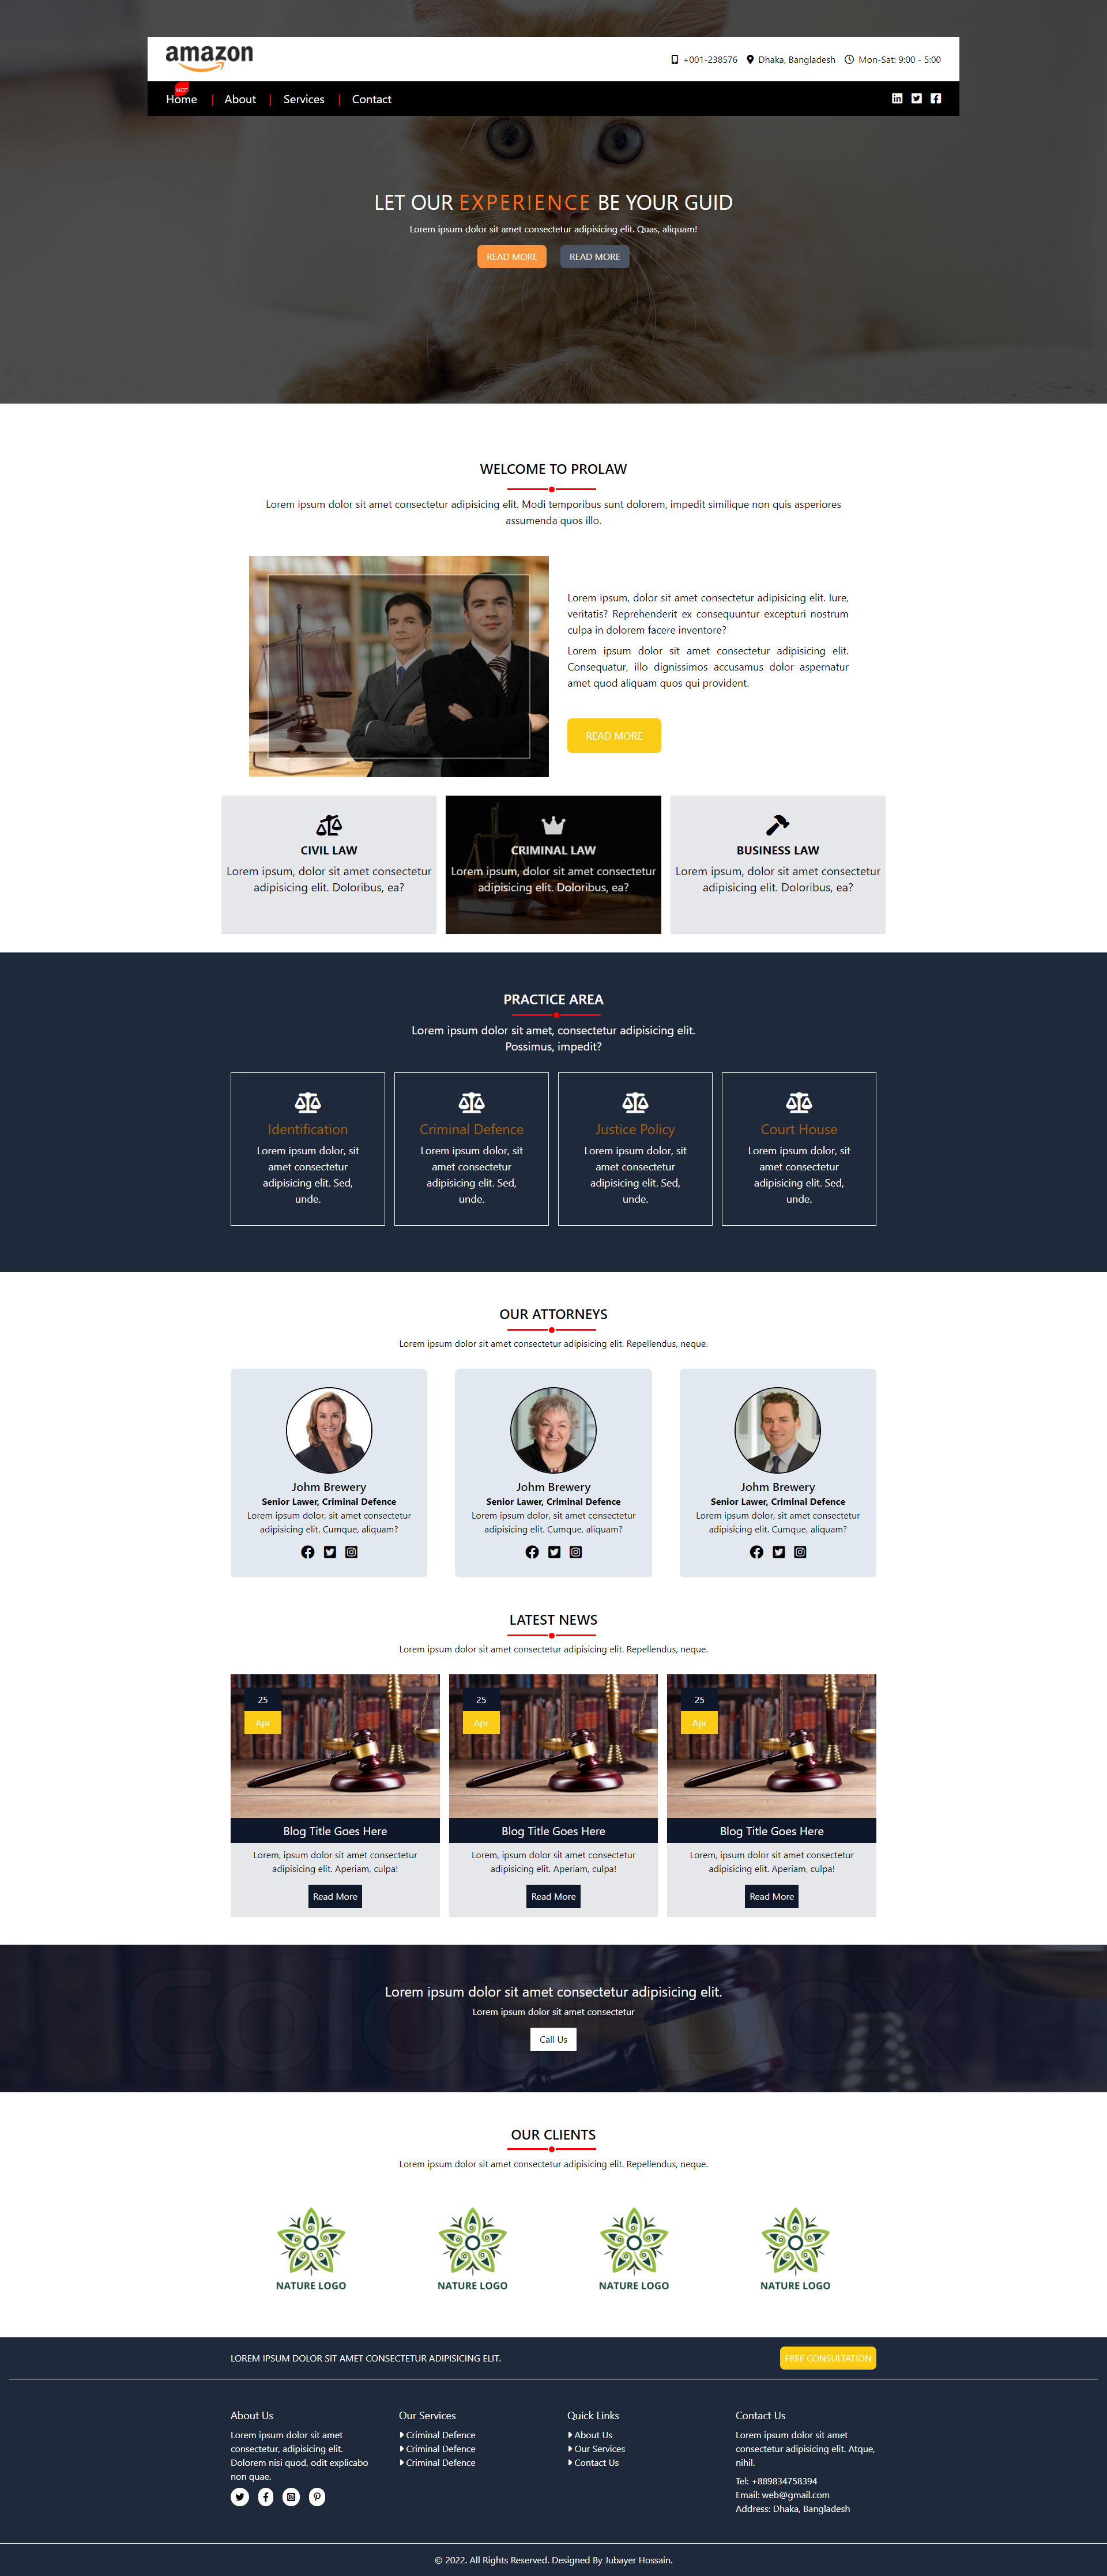 amazon
+001-238576 Dhaka, Bangladesh Mon-Sat: 9:00 - 5:00
HOT
Home | About | Services | Contact
LET OUR EXPERIENCE BE YOUR GUID
Lorem ipsum dolor sit amet consectetur adipisicing elit. Quas, aliquam!
READ MORE READ MORE
WELCOME TO PROLAW
Lorem ipsum dolor sit amet consectetur adipisicing elit. Modi temporibus sunt dolorem, impedit similique non quis asperiores
assumenda quos illo.
Lorem ipsum, dolor sit amet consectetur adipisicing elit. Iure,
veritatis? Reprehenderit ex consequuntur excepturi nostrum
culpa in dolorem facere inventore?
Lorem ipsum dolor sit amet consectetur adipisicing elit.
Consequatur, illo dignissimos accusamus dolor aspernatur
amet quod aliquam quos qui provident.
READ MORE
CIVIL LAW
Lorem ipsum, dolor sit amet consectetur
adipisicing elit. Doloribus, ea?
CRIMINAL LAW
Lorem ipsum, dolor sit amet consectetur
adipisicing elit. Doloribus, ea?
BUSINESS LAW
Lorem ipsum, dolor sit amet consectetur
adipisicing elit. Doloribus, ea?
PRACTICE AREA
Lorem ipsum dolor sit amet, consectetur adipisicing elit.
Possimus, impedit?
Identification
Lorem ipsum dolor, sit
amet consectetur
adipisicing elit. Sed,
unde.
Criminal Defence
Lorem ipsum dolor, sit
amet consectetur
adipisicing elit. Sed,
unde.
Justice Policy
Lorem ipsum dolor, sit
amet consectetur
adipisicing elit. Sed,
unde.
Court House
Lorem ipsum dolor, sit
amet consectetur
adipisicing elit. Sed,
unde.
OUR ATTORNEYS
Lorem ipsum dolor sit amet consectetur adipisicing elit. Repellendus, neque.
Johm Brewery
Senior Lawer, Criminal Defence
Lorem ipsum dolor, sit amet consectetur
adipisicing elit. Cumque, aliquam?
Johm Brewery
Senior Lawer, Criminal Defence
Lorem ipsum dolor, sit amet consectetur
adipisicing elit. Cumque, aliquam?
Johm Brewery
Senior Lawer, Criminal Defence
Lorem ipsum dolor, sit amet consectetur
adipisicing elit. Cumque, aliquam?
LATEST NEWS
Lorem ipsum dolor sit amet consectetur adipisicing elit. Repellendus, neque.
25
Apr
Blog Title Goes Here
Lorem, ipsum dolor sit amet consectetur
adipisicing elit. Aperiam, culpa!
Read More
25
Apr
Blog Title Goes Here
Lorem, ipsum dolor sit amet consectetur
adipisicing elit. Aperiam, culpa!
Read More
25
Apr
Blog Title Goes Here
Lorem, ipsum dolor sit amet consectetur
adipisicing elit. Aperiam, culpa!
Read More
Lorem ipsum dolor sit amet consectetur adipisicing elit.
Lorem ipsum dolor sit amet consectetur
Call Us
OUR CLIENTS
Lorem ipsum dolor sit amet consectetur adipisicing elit. Repellendus, neque.
NATURE LOGO NATURE LOGO NATURE LOGO NATURE LOGO
LOREM IPSUM DOLOR SIT AMET CONSECTETUR ADIPISICING ELIT.
FREE CONSULTATION
About Us
Lorem ipsum dolor sit amet
consectetur, adipisicing elit.
Dolorem nisi quod, odit explicabo
non quae.
Our Services
Criminal Defence
Criminal Defence
Criminal Defence
Quick Links
About Us
Our Services
Contact Us
Contact Us
Lorem ipsum dolor sit amet
consectetur adipisicing elit. Atque,
nihil.
Tel: +889834758394
Email: web@gmail.com
Address: Dhaka, Bangladesh
© 2022. All Rights Reserved. Designed By Jubayer Hossain.